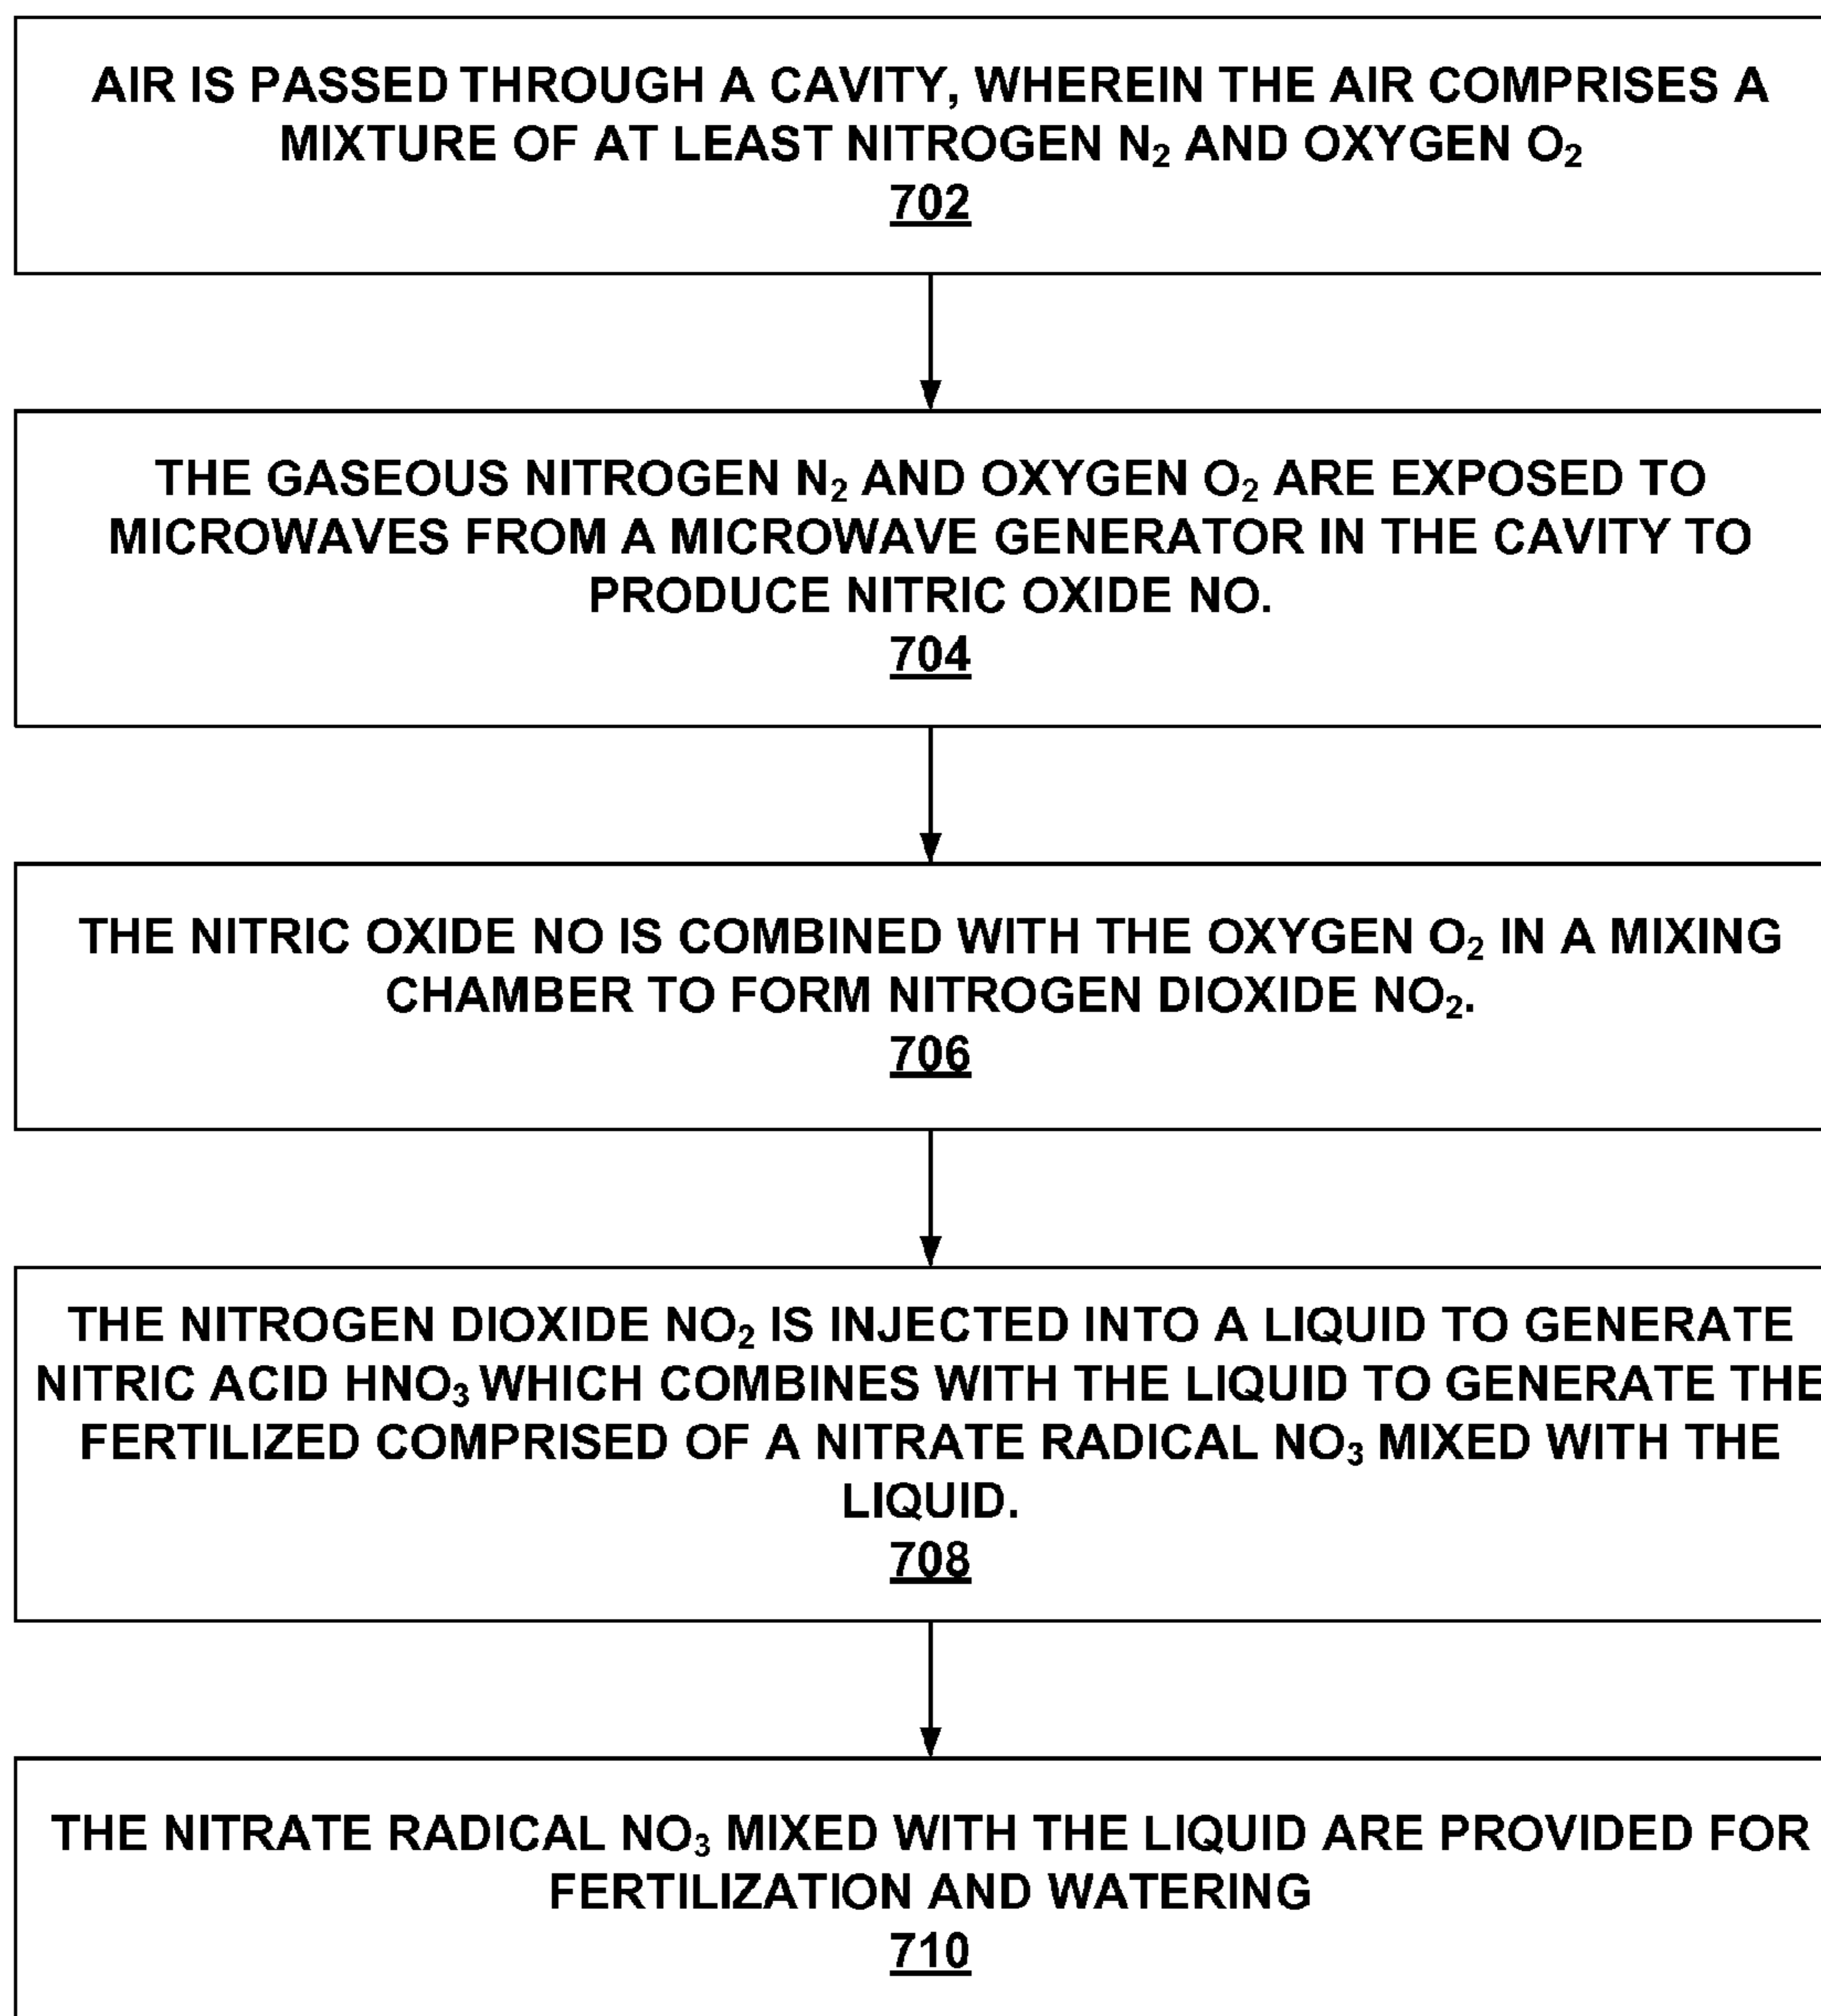 AIR IS PASSED THROUGH A CAVITY, WHEREIN THE AIR COMPRISES A
MIXTURE OF AT LEAST NITROGEN N₂ AND OXYGEN O₂
702
THE GASEOUS NITROGEN N₂ AND OXYGEN O₂ ARE EXPOSED TO
MICROWAVES FROM A MICROWAVE GENERATOR IN THE CAVITY TO
PRODUCE NITRIC OXIDE NO.
704
THE NITRIC OXIDE NO IS COMBINED WITH THE OXYGEN O₂ IN A MIXING
CHAMBER TO FORM NITROGEN DIOXIDE NO₂.
706
THE NITROGEN DIOXIDE NO₂ IS INJECTED INTO A LIQUID TO GENERATE
NITRIC ACID HNO₃ WHICH COMBINES WITH THE LIQUID TO GENERATE THE
FERTILIZED COMPRISED OF A NITRATE RADICAL NO₃ MIXED WITH THE
LIQUID.
708
THE NITRATE RADICAL NO₃ MIXED WITH THE LIQUID ARE PROVIDED FOR
FERTILIZATION AND WATERING
710